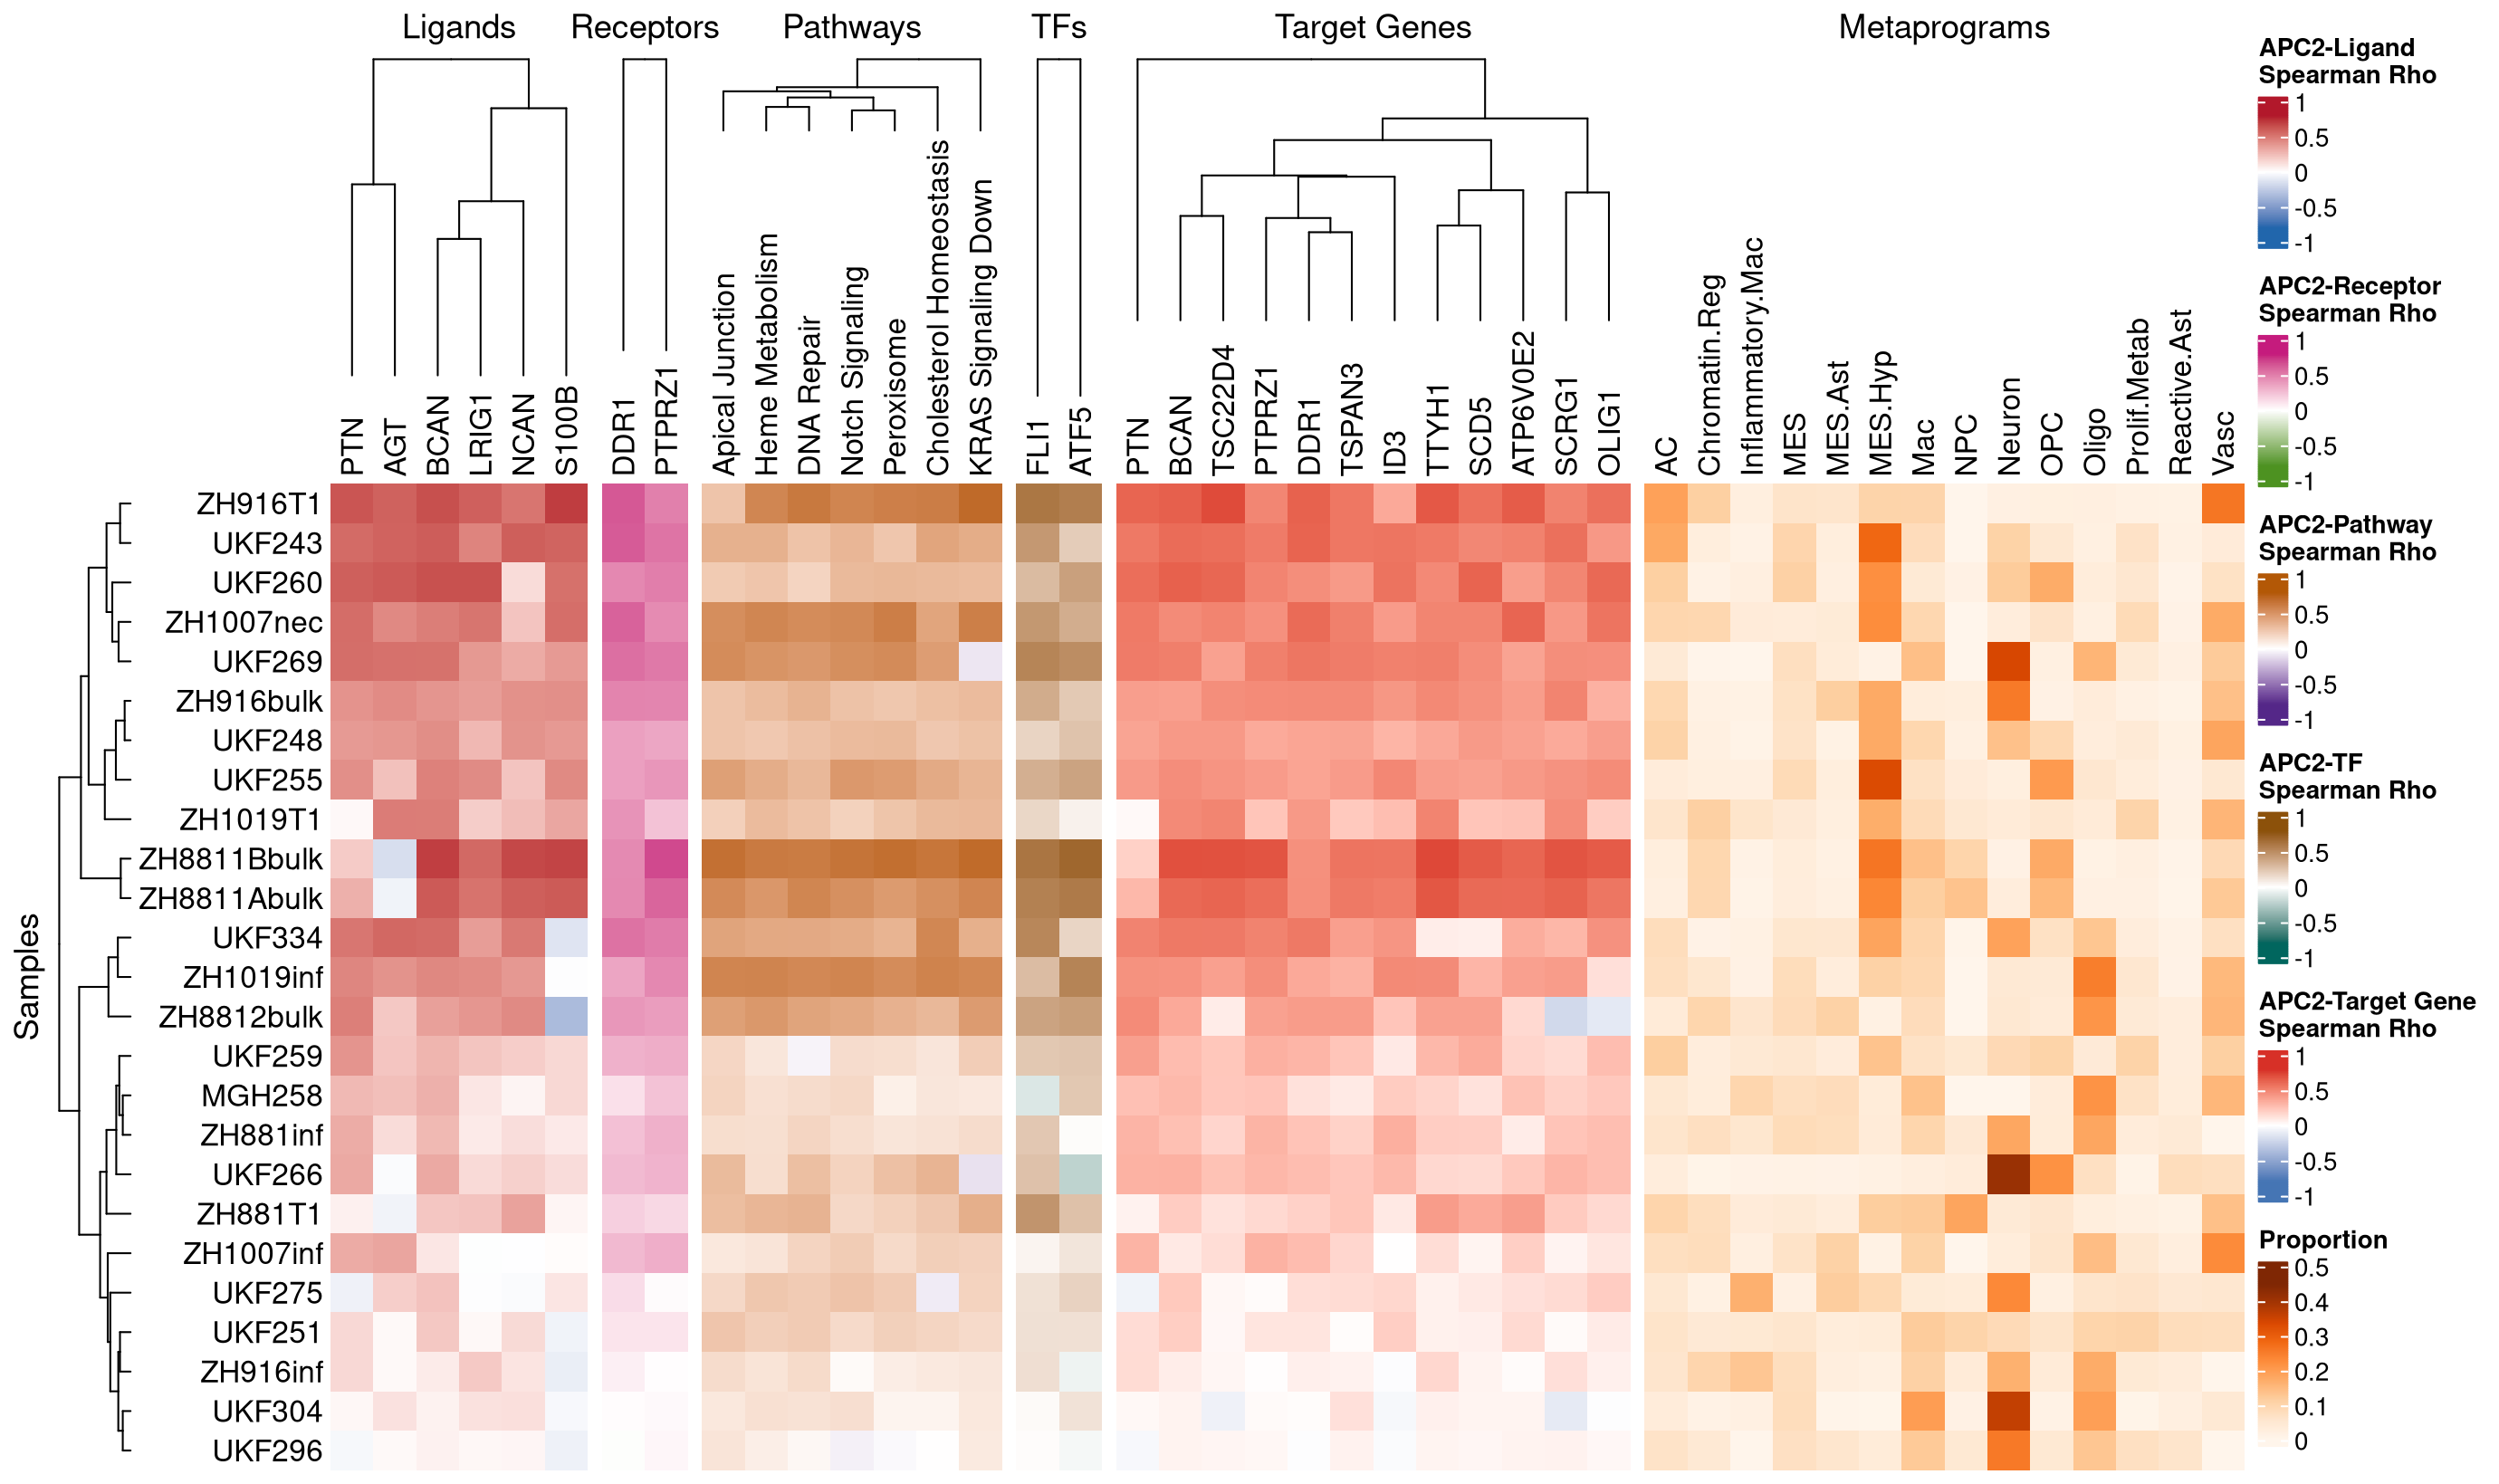 Ligands
Receptors
Pathways
TFs
Target Genes
Metaprograms
PTN
AGT
BCAN
LRIG1
NCAN
S100B
DDR1
PTPRZ1
Apical Junction
Heme Metabolism
DNA Repair
Notch Signaling
Peroxisome
Cholesterol Homeostasis
KRAS Signaling Down
FLI1
ATF5
PTN
BCAN
TSC22D4
PTPRZ1
DDR1
TSPAN3
ID3
TTYH1
SCD5
ATP6V0E2
SCRG1
OLIG1
AC
Chromatin.Reg
Inflammatory.Mac
MES
MES.Ast
MES.Hyp
Mac
NPC
Neuron
OPC
Oligo
Prolif.Metab
Reactive.Ast
Vasc
Samples
ZH916T1
UKF243
UKF260
ZH1007nec
UKF269
ZH916bulk
UKF248
UKF255
ZH1019T1
ZH8811Bbulk
ZH8811Abulk
UKF334
ZH1019inf
ZH8812bulk
UKF259
MGH258
ZH881inf
UKF266
ZH881T1
ZH1007inf
UKF275
UKF251
ZH916inf
UKF304
UKF296
APC2-Ligand
Spearman Rho
1
0.5
0
-0.5
-1
APC2-Receptor
Spearman Rho
1
0.5
0
-0.5
-1
APC2-Pathway
Spearman Rho
1
0.5
0
-0.5
-1
APC2-TF
Spearman Rho
1
0.5
0
-0.5
-1
APC2-Target Gene
Spearman Rho
1
0.5
0
-0.5
-1
Proportion
0.5
0.4
0.3
0.2
0.1
0